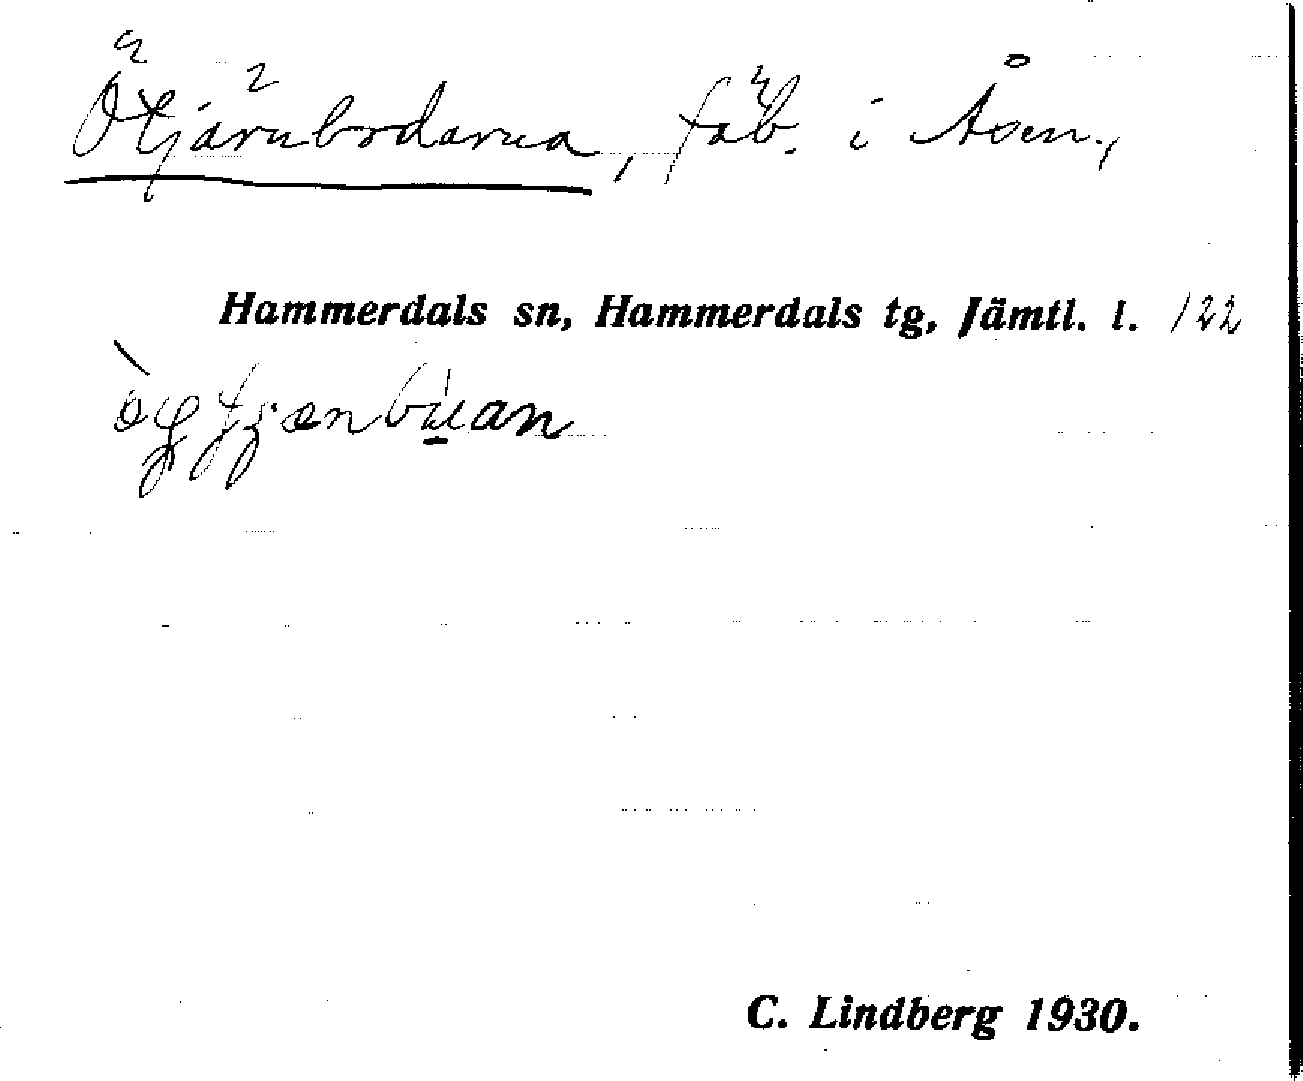 Ötjärnbodarna, fäb. i Åsen,
Hammerdals sn, Hammerdals tg, Jämtl. l. 122
C. Lindberg 1930.